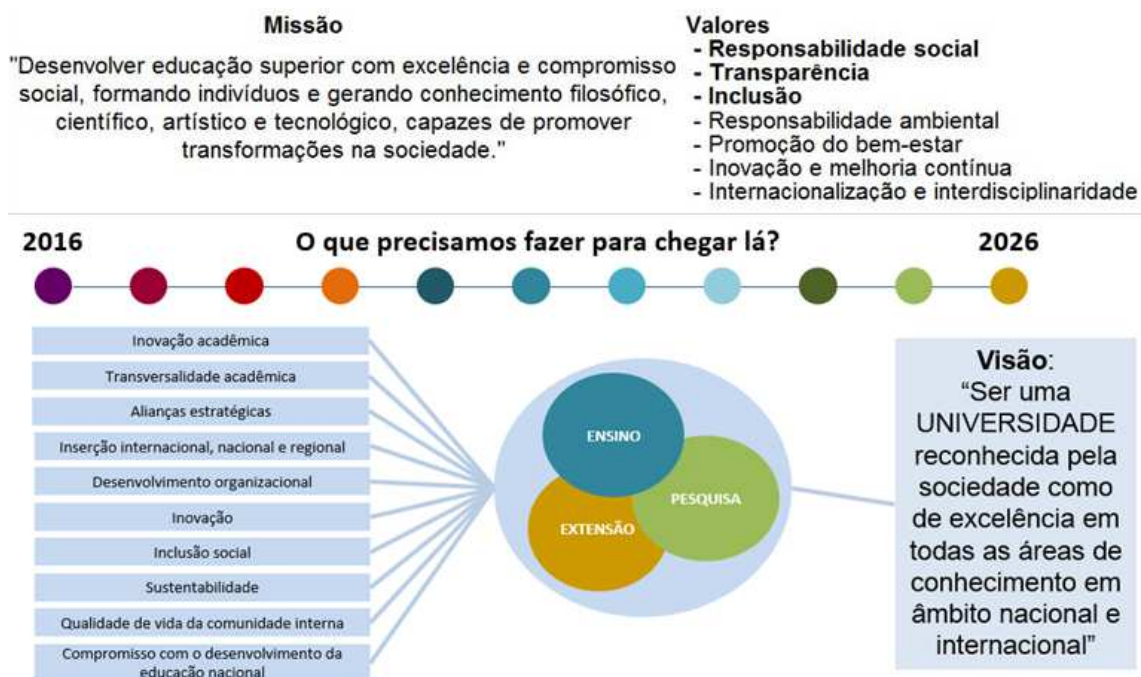 Missão
"Desenvolver educação superior com excelência e compromisso
social, formando indivíduos e gerando conhecimento filosófico,
científico, artístico e tecnológico, capazes de promover
transformações na sociedade."
Valores
- Responsabilidade social
- Transparência
- Inclusão
- Responsabilidade ambiental
- Promoção do bem-estar
- Inovação e melhoria contínua
- Internacionalização e interdisciplinaridade
2016
O que precisamos fazer para chegar lá?
2026
Inovação acadêmica
Transversalidade acadêmica
Alianças estratégicas
Inserção internacional, nacional e regional
Desenvolvimento organizacional
Inovação
Inclusão social
Sustentabilidade
Qualidade de vida da comunidade interna
Compromisso com o desenvolvimento da
educação nacional
ENSINO
PESQUISA
EXTENSÃO
Visão:
“Ser uma
UNIVERSIDADE
reconhecida pela
sociedade como
de excelência em
todas as áreas de
conhecimento em
âmbito nacional e
internacional”